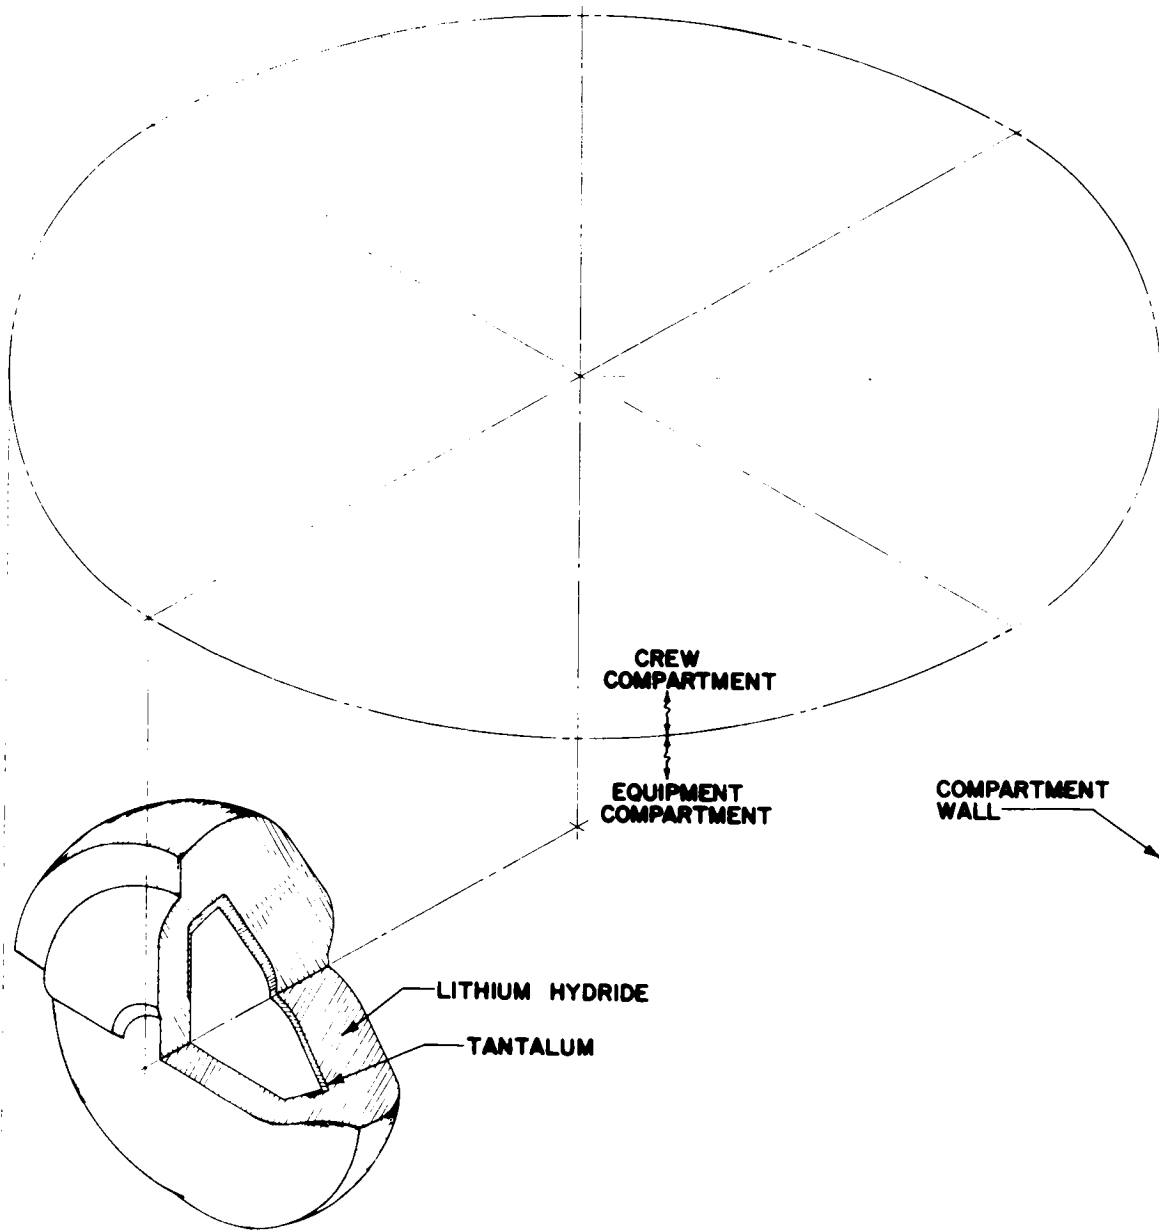 CREW
COMPARTMENT
EQUIPMENT
COMPARTMENT
COMPARTMENT
WALL
LITHIUM HYDRIDE
TANTALUM